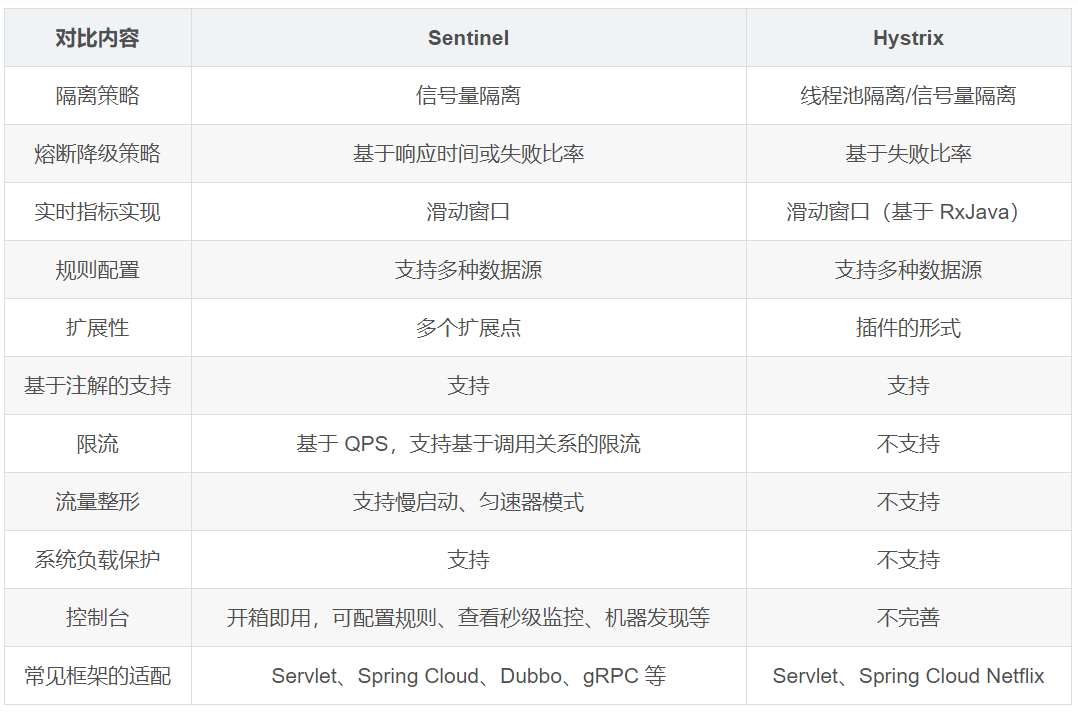 对比内容 Sentinel Hystrix
隔离策略 信号量隔离 线程池隔离/信号量隔离
熔断降级策略 基于响应时间或失败比率 基于失败比率
实时指标实现 滑动窗口 滑动窗口（基于 RxJava）
规则配置 支持多种数据源 支持多种数据源
扩展性 多个扩展点 插件的形式
基于注解的支持 支持 支持
限流 基于 QPS，支持基于调用关系的限流 不支持
流量整形 支持慢启动、匀速器模式 不支持
系统负载保护 支持 不支持
控制台 开箱即用，可配置规则、查看秒级监控、机器发现等 不完善
常见框架的适配 Servlet、Spring Cloud、Dubbo、gRPC 等 Servlet、Spring Cloud Netflix